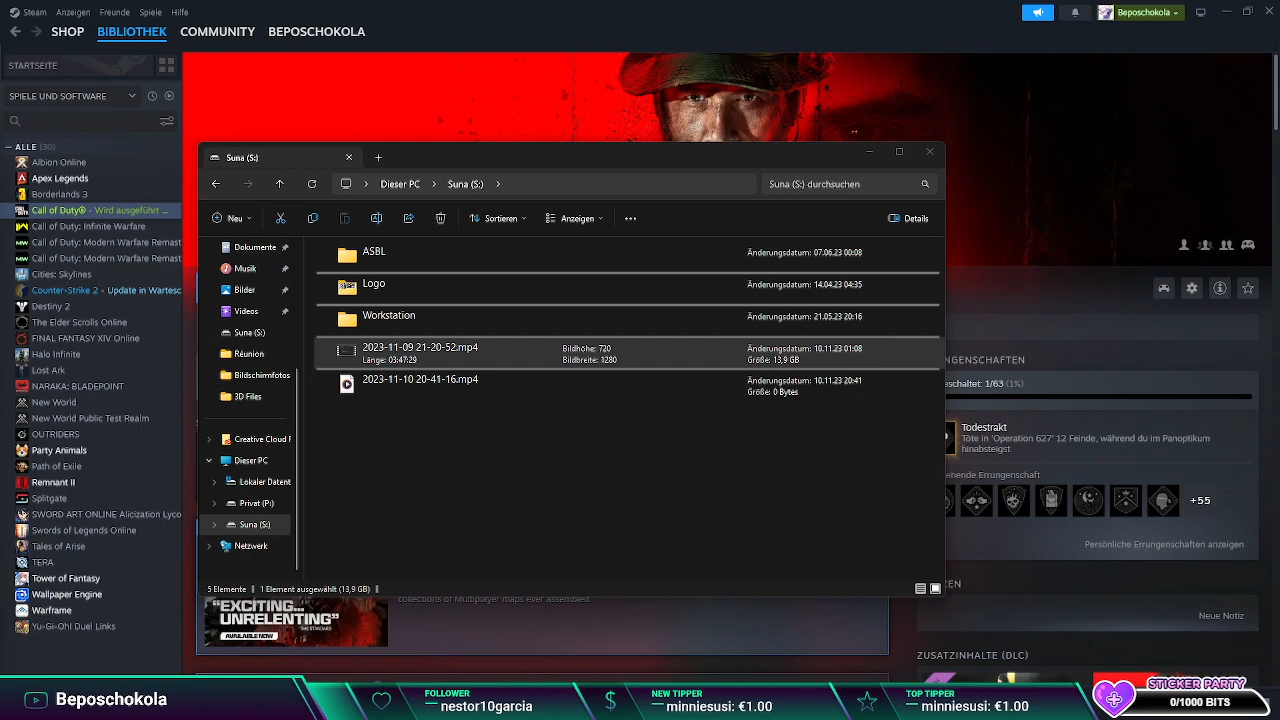 Steam Anzeigen Freunde Spiele Hilfe
Beposchokola
SHOP BIBLIOTHEK COMMUNITY BEPOSCHOKOLA
STARTSEITE
SPIELE UND SOFTWARE
ALLE (30)
Albion Online
Apex Legends
Borderlands 3
Call of Duty® - Wird ausgeführt ...
Call of Duty: Infinite Warfare
Call of Duty: Modern Warfare Remast
Call of Duty: Modern Warfare Remast
Cities: Skylines
Counter-Strike 2 - Update in Wartesc
Destiny 2
The Elder Scrolls Online
FINAL FANTASY XIV Online
Halo Infinite
Lost Ark
NARAKA: BLADEPOINT
New World
New World Public Test Realm
OUTRIDERS
Party Animals
Path of Exile
Remnant II
Splitgate
SWORD ART ONLINE Alicization Lyco
Swords of Legends Online
Tales of Arise
TERA
Tower of Fantasy
Wallpaper Engine
Warframe
Yu-Gi-Oh! Duel Links
Suna (S:)
Dieser PC Suna (S:)
Suna (S:) durchsuchen
Neu Sortieren Anzeigen Details
Dokumente
Musik
Bilder
Videos
Suna (S:)
Réunion
Bildschirmfotos
3D Files
Creative Cloud F
Dieser PC
Lokaler Datent
Privat (P:)
Suna (S:)
Netzwerk
ASBL Änderungsdatum: 07.06.23 00:08
Logo Änderungsdatum: 14.04.23 04:35
Workstation Änderungsdatum: 21.05.23 20:16
2023-11-09 21-20-52.mp4 Bildhöhe: 720 Änderungsdatum: 10.11.23 01:08
Länge: 03:47:29 Bildbreite: 1280 Größe: 13,9 GB
2023-11-10 20-41-16.mp4 Änderungsdatum: 10.11.23 20:41
Größe: 0 Bytes
5 Elemente 1 Element ausgewählt (13,9 GB)
NGENSCHAFTEN
schaltet: 1/63 (1%)
Todestrakt
Töte in 'Operation 627' 12 Feinde, während du im Panoptikum
hinabsteigst
ehende Errungenschaft
+55
Persönliche Errungenschaften anzeigen
ZEN
Neue Notiz
ZUSATZINHALTE (DLC)
collections of Multiplayer maps ever assembled.
"EXCITING...
UNRELENTING"
AVAILABLE NOW
Beposchokola
FOLLOWER
nestor10garcia
NEW TIPPER
minniesusu: €1.00
TOP TIPPER
minniesusu: €1.00
STICKER PARTY
0/1000 BITS